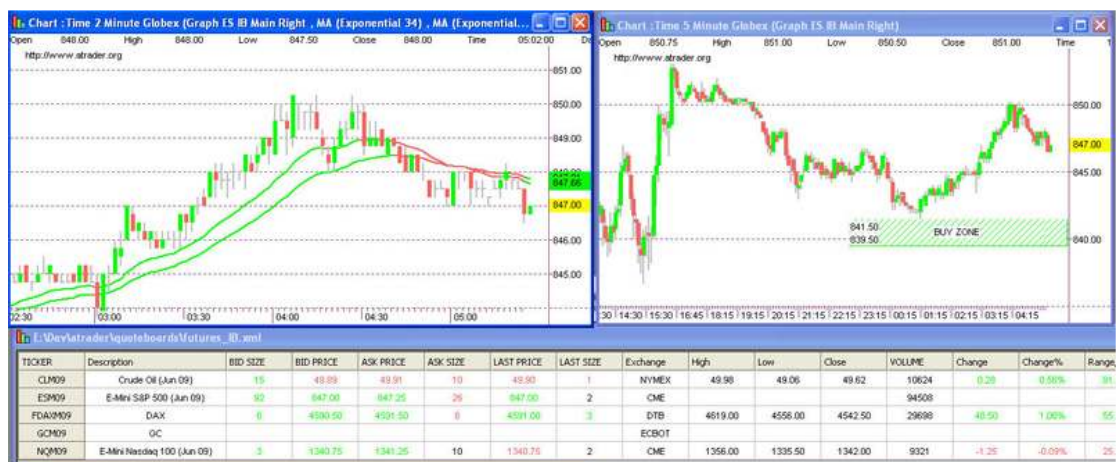 Chart :Time 2 Minute Globex (Graph ES IB Main Right , MA (Exponential 34) , MA (Exponential...
Open 848.00 High 848.00 Low 847.50 Close 848.00 Time 05:02:00
http://www.atrader.org
851.00
850.00
849.00
848.00
847.66
847.00
846.00
845.00
02:30 03:00 03:30 04:00 04:30 05:00
Chart :Time 5 Minute Globex (Graph ES IB Main Right)
Open 850.75 High 851.00 Low 850.50 Close 851.00 Time
http://www.atrader.org
850.00
847.00
845.00
841.50
839.50
BUY ZONE
840.00
:30 14:30 15:30 16:45 18:15 19:15 20:15 21:15 22:15 23:15 00:15 01:15 02:15 03:15 04:15
E:\Dev\atrader\quoteboards\futures_IB.xml
TICKER Description BID SIZE BID PRICE ASK PRICE ASK SIZE LAST PRICE LAST SIZE Exchange High Low Close VOLUME Change Change% Range
CLM09 Crude Oil (Jun 09) 15 49.89 49.91 10 49.90 1 NYMEX 49.98 49.06 49.62 10624 0.28 0.56%
ESM09 E-Mini S&P 500 (Jun 09) 92 847.00 847.25 26 847.00 2 CME 94508
FDAXM09 DAX 6 4590.50 4591.50 8 4591.00 3 DTB 4619.00 4556.00 4542.50 29698 48.50 1.06%
GCM09 GC ECBOT
NQM09 E-Mini Nasdaq 100 (Jun 09) 3 1340.75 1341.25 10 1340.75 2 CME 1356.00 1335.50 1342.00 9321 -1.25 -0.09%